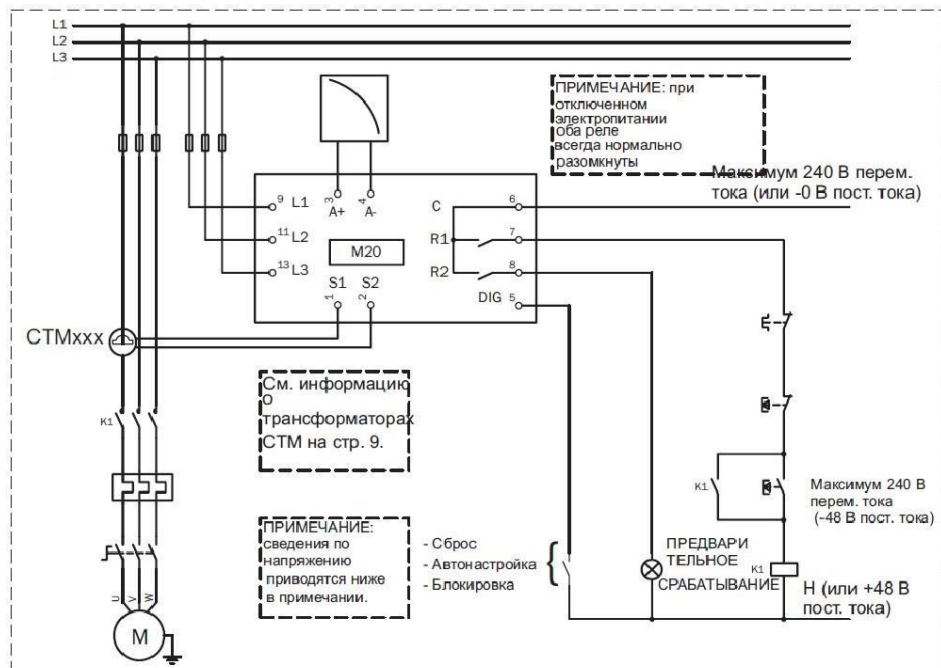 L1
L2
L3
ПРИМЕЧАНИЕ: при
отключенном
электропитании
оба реле
всегда нормально
разомкнуты
Максимум 240 В перем.
тока (или -0 В пост. тока)
3
A+
4
A-
9 L1
11 L2
13 L3
M20
S1 S2
1 2
C 6
R1 7
R2 8
DIG 5
CTMxxx
См. информацию
о
трансформаторах
СТМ на стр. 9.
K1
K1
Максимум 240 В
перем. тока
(-48 В пост. тока)
ПРИМЕЧАНИЕ:
сведения по
напряжению
приводятся ниже
в примечании.
- Сброс
- Автонастройка
- Блокировка
ПРЕДВАРИ
ТЕЛЬНОЕ
СРАБАТЫВАНИЕ
K1
Н (или +48 В
пост. тока)
U V W
M